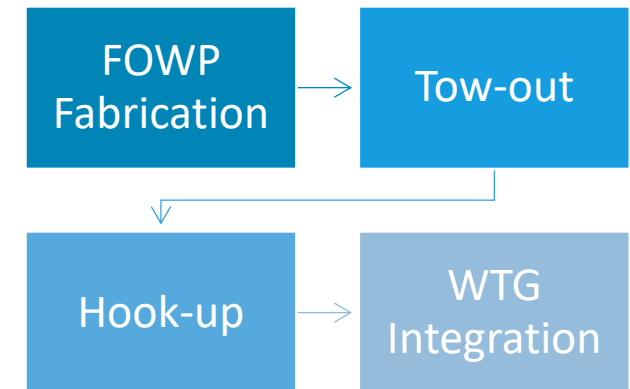 FOWP
Fabrication
Tow-out
Hook-up
WTG
Integration